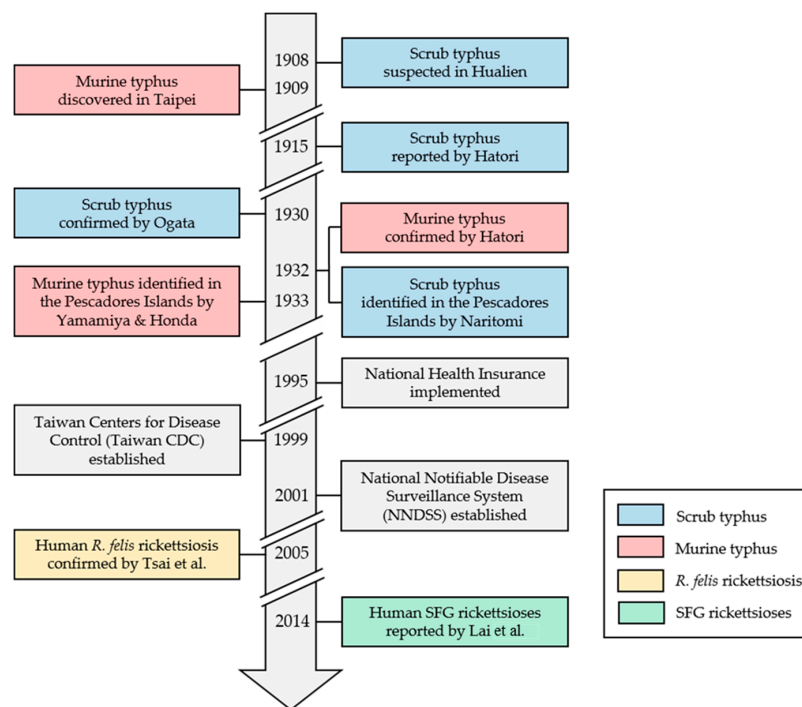 1908
Scrub typhus
suspected in Hualien
Murine typhus
discovered in Taipei
1909
1915
Scrub typhus
reported by Hatori
Scrub typhus
confirmed by Ogata
1930
Murine typhus
confirmed by Hatori
1932
Scrub typhus
identified in the Pescadores
Islands by Naritomi
Murine typhus identified in
the Pescadores Islands by
Yamamiya & Honda
1933
1995
National Health Insurance
implemented
Taiwan Centers for Disease
Control (Taiwan CDC)
established
1999
2001
National Notifiable Disease
Surveillance System
(NNDSS) established
Human R. felis rickettsiosis
confirmed by Tsai et al.
2005
2014
Human SFG rickettsioses
reported by Lai et al.
Scrub typhus
Murine typhus
R. felis rickettsiosis
SFG rickettsioses